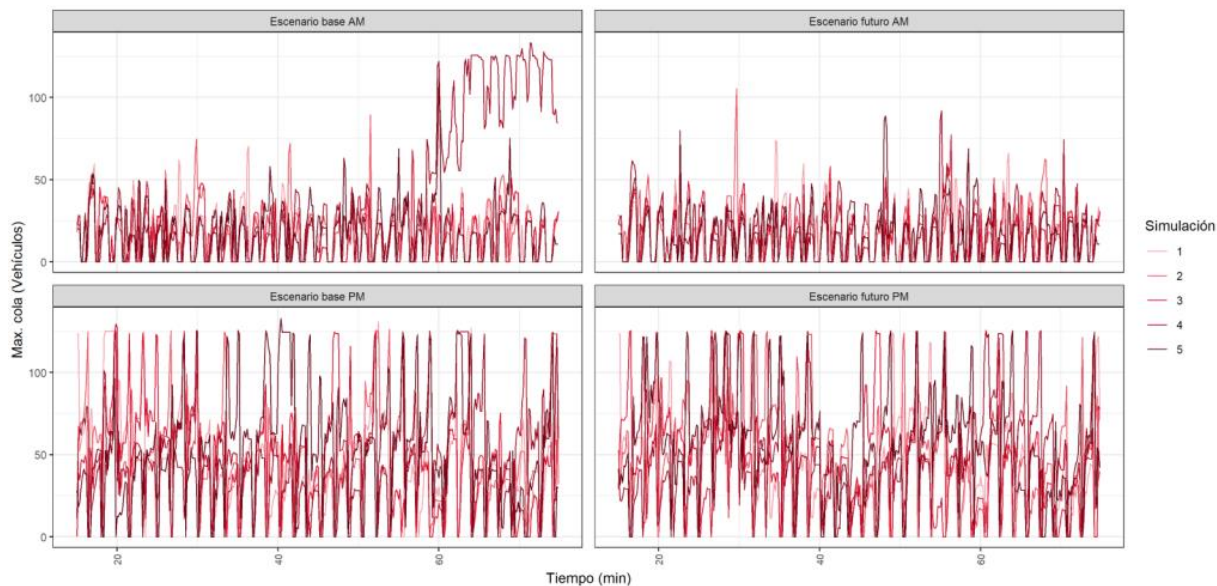 Escenario base AM
Escenario futuro AM
100
50
0
Escenario base PM
Escenario futuro PM
100
50
0
Max. cola (Vehículos)
20
40
60
20
40
60
Tiempo (min)
Simulación
1
2
3
4
5